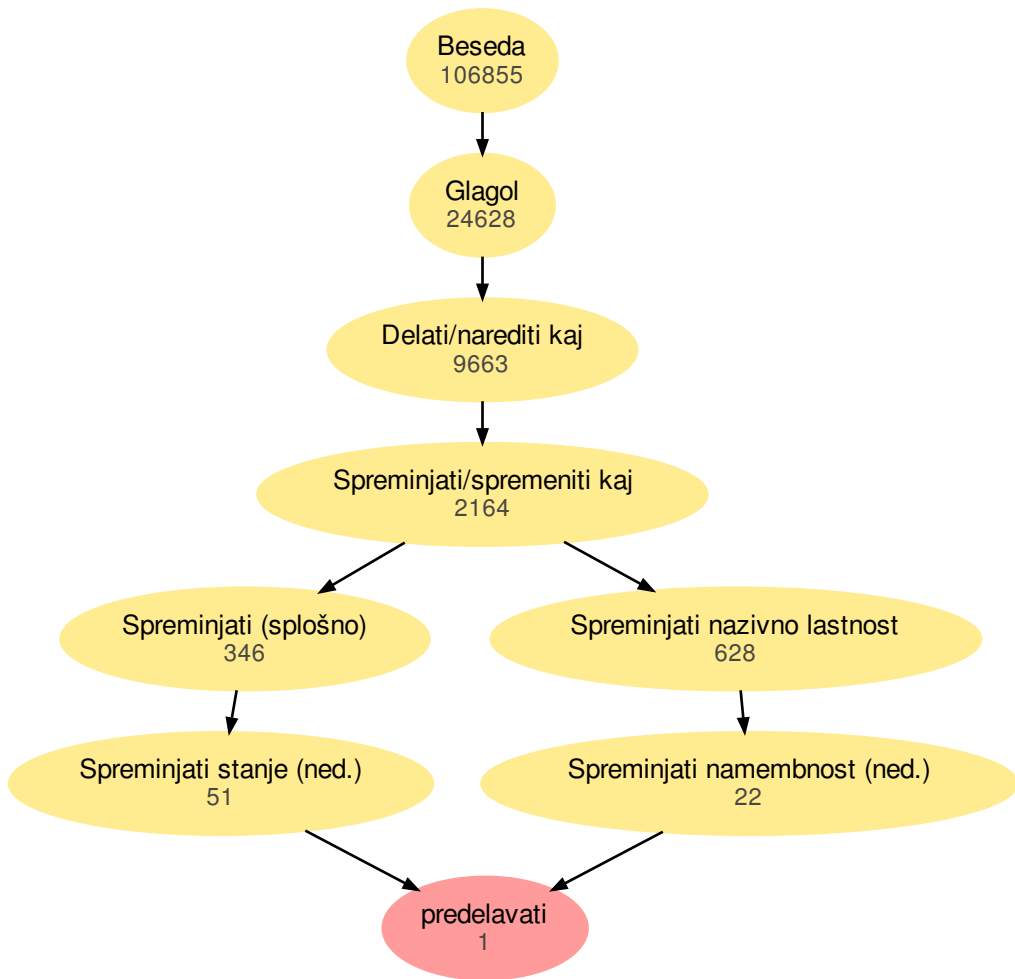 Beseda
106855
Glagol
24628
Delati/narediti kaj
9663
Spreminjati/spremeniti kaj
2164
Spreminjati (splošno)
346
Spreminjati nazivno lastnost
628
Spreminjati stanje (ned.)
51
Spreminjati namembnost (ned.)
22
predelavati
1